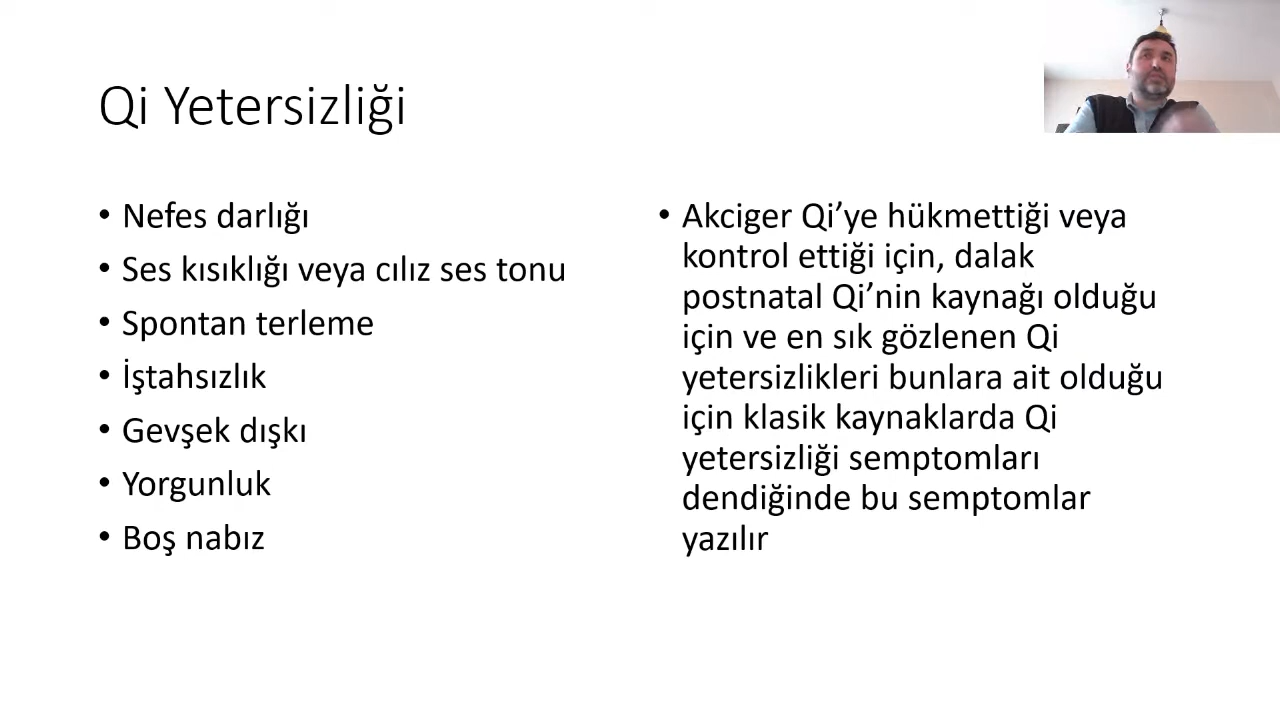 Qi Yetersizliği
• Nefes darlığı
• Ses kısıklığı veya cılız ses tonu
• Spontan terleme
• İştahsızlık
• Gevşek dışkı
• Yorgunluk
• Boş nabız
• Akciger Qi’ye hükmettiği veya
kontrol ettiği için, dalak
postnatal Qi’nin kaynağı olduğu
için ve en sık gözlenen Qi
yetersizlikleri bunlara ait olduğu
için klasik kaynaklarda Qi
yetersizliği semptomları
dendiğinde bu semptomlar
yazılır